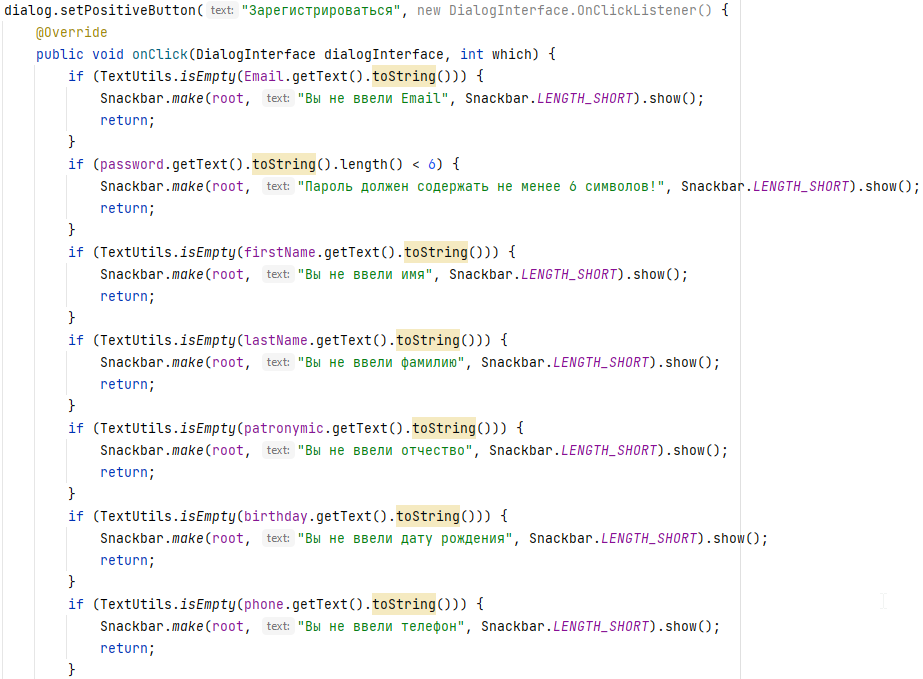 dialog.setPositiveButton( text: "Зарегистрироваться", new DialogInterface.OnClickListener() {
    @Override
    public void onClick(DialogInterface dialogInterface, int which) {
        if (TextUtils.isEmpty(Email.getText().toString())) {
            Snackbar.make(root, text: "Вы не ввели Email", Snackbar.LENGTH_SHORT).show();
            return;
        }
        if (password.getText().toString().length() < 6) {
            Snackbar.make(root, text: "Пароль должен содержать не менее 6 символов!", Snackbar.LENGTH_SHORT).show();
            return;
        }
        if (TextUtils.isEmpty(firstName.getText().toString())) {
            Snackbar.make(root, text: "Вы не ввели имя", Snackbar.LENGTH_SHORT).show();
            return;
        }
        if (TextUtils.isEmpty(lastName.getText().toString())) {
            Snackbar.make(root, text: "Вы не ввели фамилию", Snackbar.LENGTH_SHORT).show();
            return;
        }
        if (TextUtils.isEmpty(patronymic.getText().toString())) {
            Snackbar.make(root, text: "Вы не ввели отчество", Snackbar.LENGTH_SHORT).show();
            return;
        }
        if (TextUtils.isEmpty(birthday.getText().toString())) {
            Snackbar.make(root, text: "Вы не ввели дату рождения", Snackbar.LENGTH_SHORT).show();
            return;
        }
        if (TextUtils.isEmpty(phone.getText().toString())) {
            Snackbar.make(root, text: "Вы не ввели телефон", Snackbar.LENGTH_SHORT).show();
            return;
        }